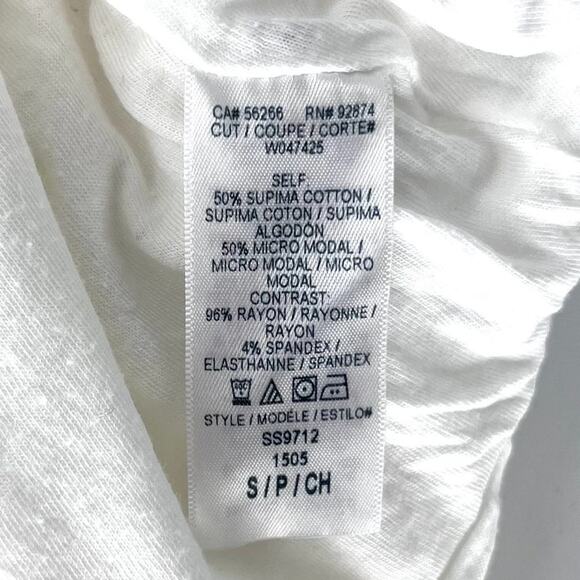 CA# 56266 RN# 92874
CUT / COUPE / CORTE#
W047425
SELF:
50% SUPIMA COTTON /
SUPIMA COTON / SUPIMA
ALGODÓN
50% MICRO MODAL /
MICRO MODAL / MICRO
MODAL
CONTRAST:
96% RAYON / RAYONNE /
RAYON
4% SPANDEX /
ELASTHANNE / SPANDEX
STYLE / MODÈLE / ESTILO#
SS9712
1505
S / P / CH